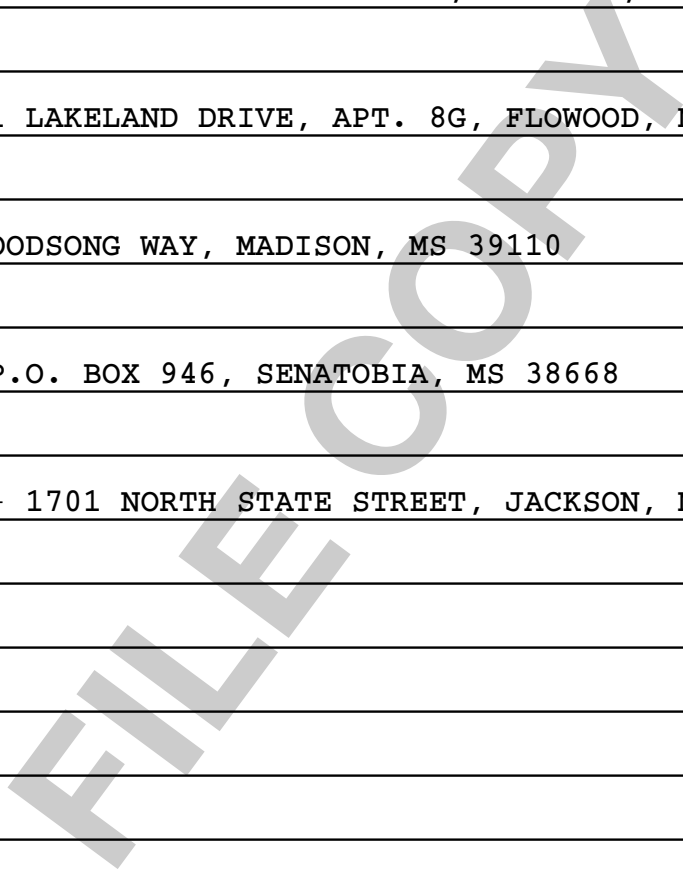 LAKELAND DRIVE, APT. 8G, FLOWOOD,
WAY, MADISON, MS 39110
P.O. BOX 946, SENATOBIA, MS 38668
1701 NORTH STATE STREET, JACKSON,
FILE COPY